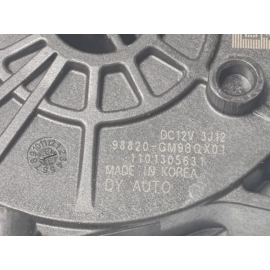 DC12V 3J12
98820-GM98QX01
1101305631
MADE IN KOREA
DY AUTO